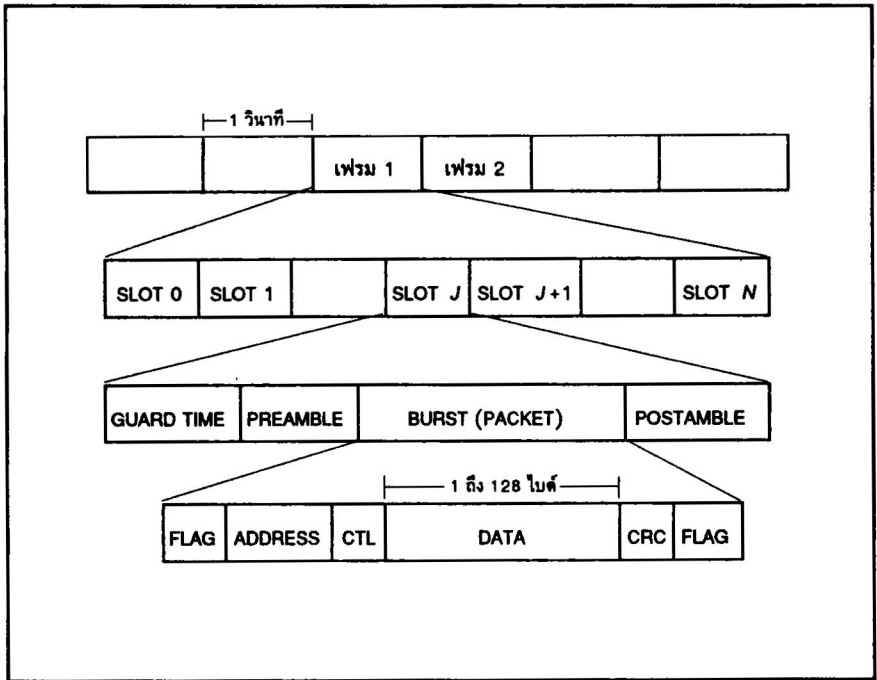 1 วินาที
เฟรม 1 เฟรม 2
SLOT 0 SLOT 1 SLOT J SLOT J+1 SLOT N
GUARD TIME PREAMBLE BURST (PACKET) POSTAMBLE
1 ถึง 128 ไบต์
FLAG ADDRESS CTL DATA CRC FLAG